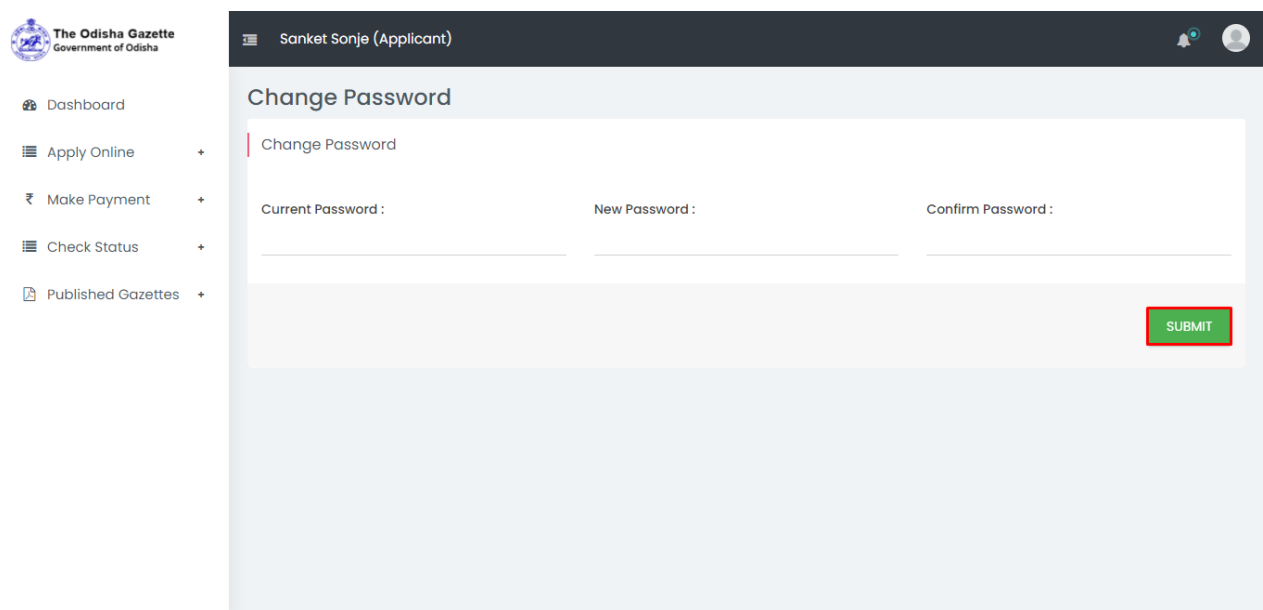 The Odisha Gazette
Government of Odisha
Sanket Sonje (Applicant)
Dashboard
Apply Online +
₹ Make Payment +
Check Status +
Published Gazettes +
Change Password
Change Password
Current Password :
New Password :
Confirm Password :
SUBMIT